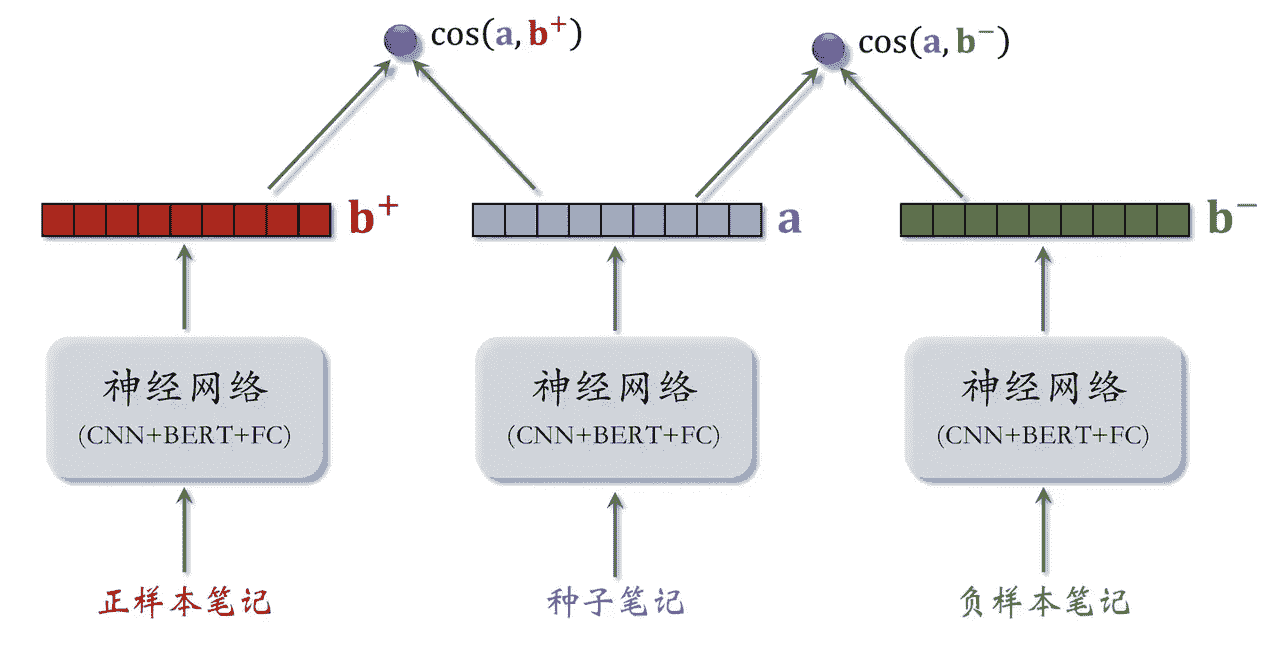 cos(a, b⁺)
cos(a, b⁻)
b⁺
a
b⁻
神经网络
(CNN+BERT+FC)
神经网络
(CNN+BERT+FC)
神经网络
(CNN+BERT+FC)
正样本笔记
种子笔记
负样本笔记